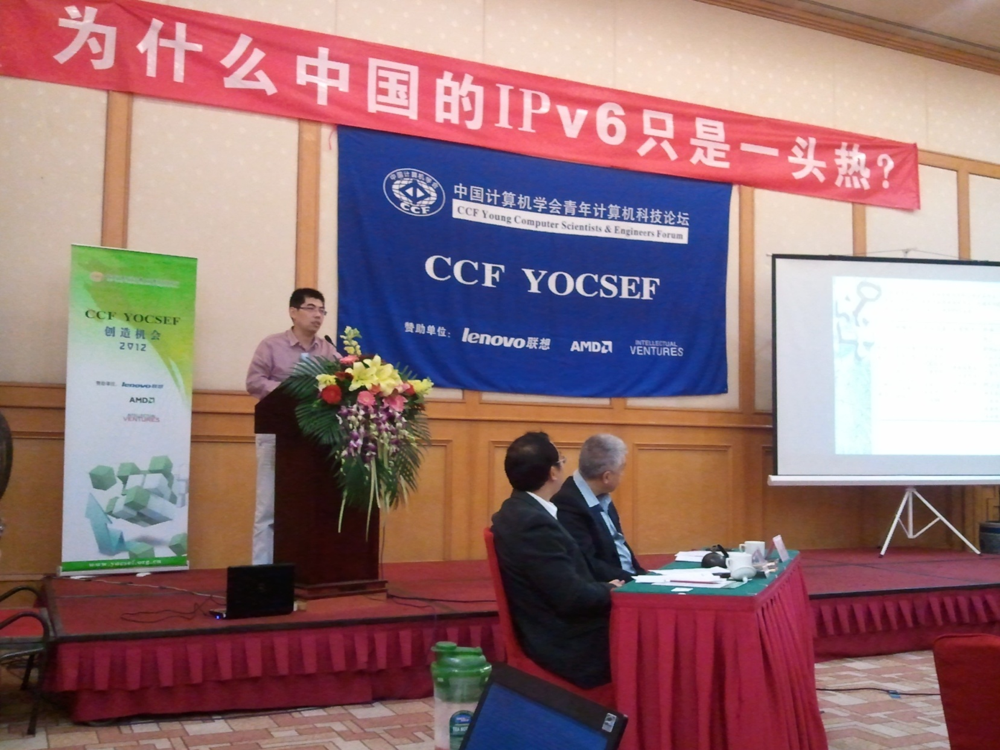 为什么中国的IPv6只是一头热？
中国计算机学会
CCF
中国计算机学会青年计算机科技论坛
CCF Young Computer Scientists & Engineers Forum
CCF YOCSEF
赞助单位：
lenovo联想
AMD
INTELLECTUAL
VENTURES
CCF YOCSEF
创造机会
2012
赞助单位：
lenovo联想
AMD
INTELLECTUAL
VENTURES
www.yocsef.org.cn